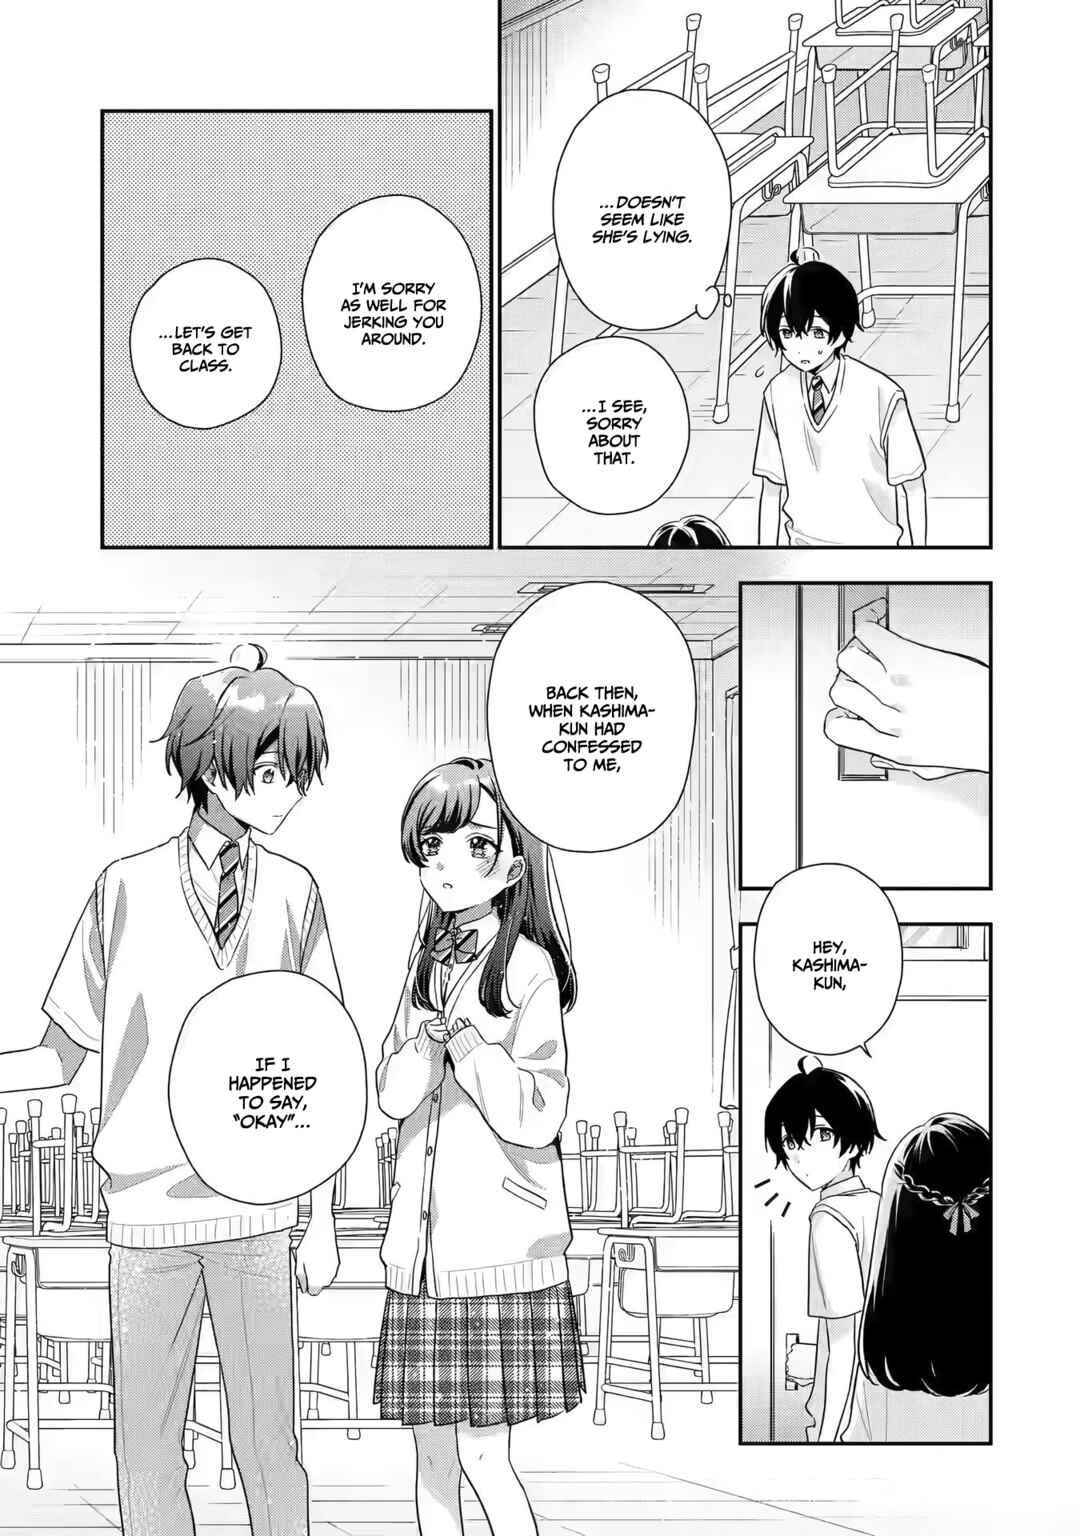 ...DOESN'T
SEEM LIKE
SHE'S LYING.
...I SEE,
SORRY
ABOUT
THAT.
I'M SORRY
AS WELL FOR
JERKING YOU
AROUND.
...LET'S GET
BACK TO
CLASS.
HEY,
KASHIMA-
KUN,
BACK THEN,
WHEN KASHIMA-
KUN HAD
CONFESSED
TO ME,
IF I
HAPPENED
TO SAY,
"OKAY"...